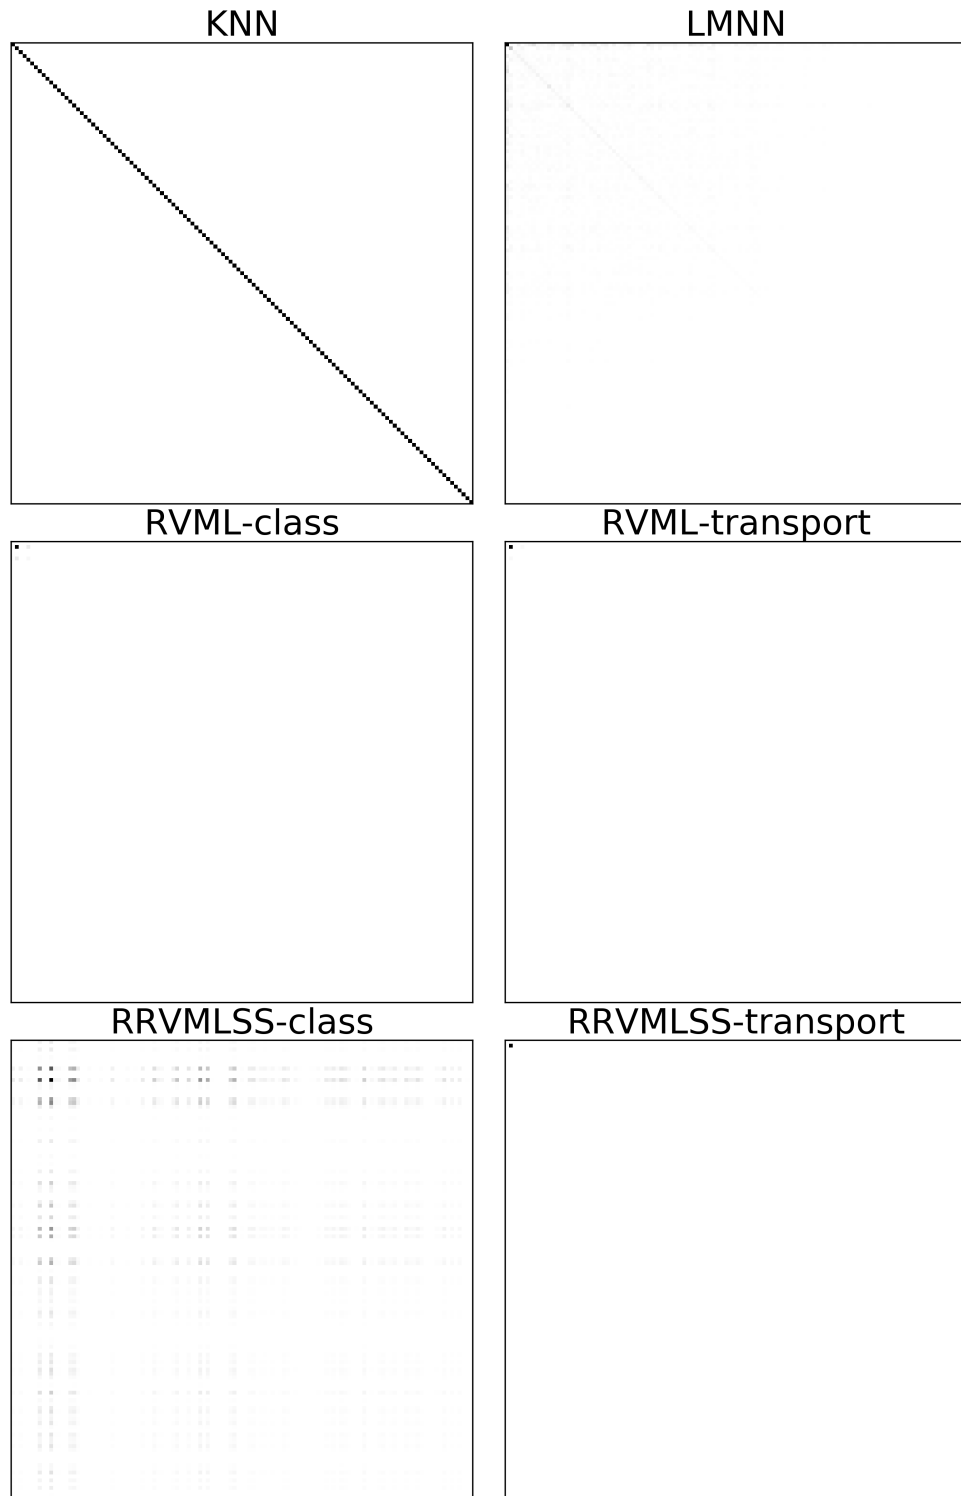 KNN
LMNN
RVML-class
RVML-transport
RRVMLSS-class
RRVMLSS-transport